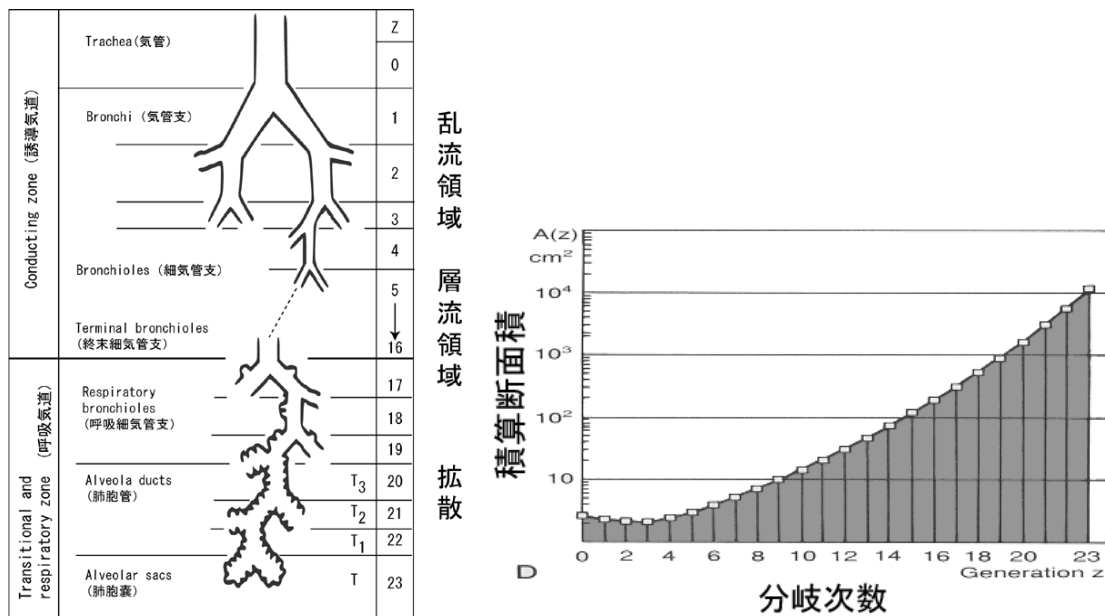 Conducting zone (誘導気道)
Transitional and
respiratory zone
(呼吸気道)
Trachea(気管)
Z
0
Bronchi (気管支)
1
2
3
4
Bronchioles (細気管支)
5
Terminal bronchioles
(終末細気管支)
16
Respiratory
bronchioles
(呼吸細気管支)
17
18
19
Alveola ducts
(肺胞管)
T3
20
T2
21
T1
22
Alveolar sacs
(肺胞嚢)
T
23
乱流領域
層流領域
拡散
A(z)
cm²
10⁴
10³
10²
10
積算断面積
0 2 4 6 8 10 12 14 16 18 20 23
Generation z
D
分岐次数